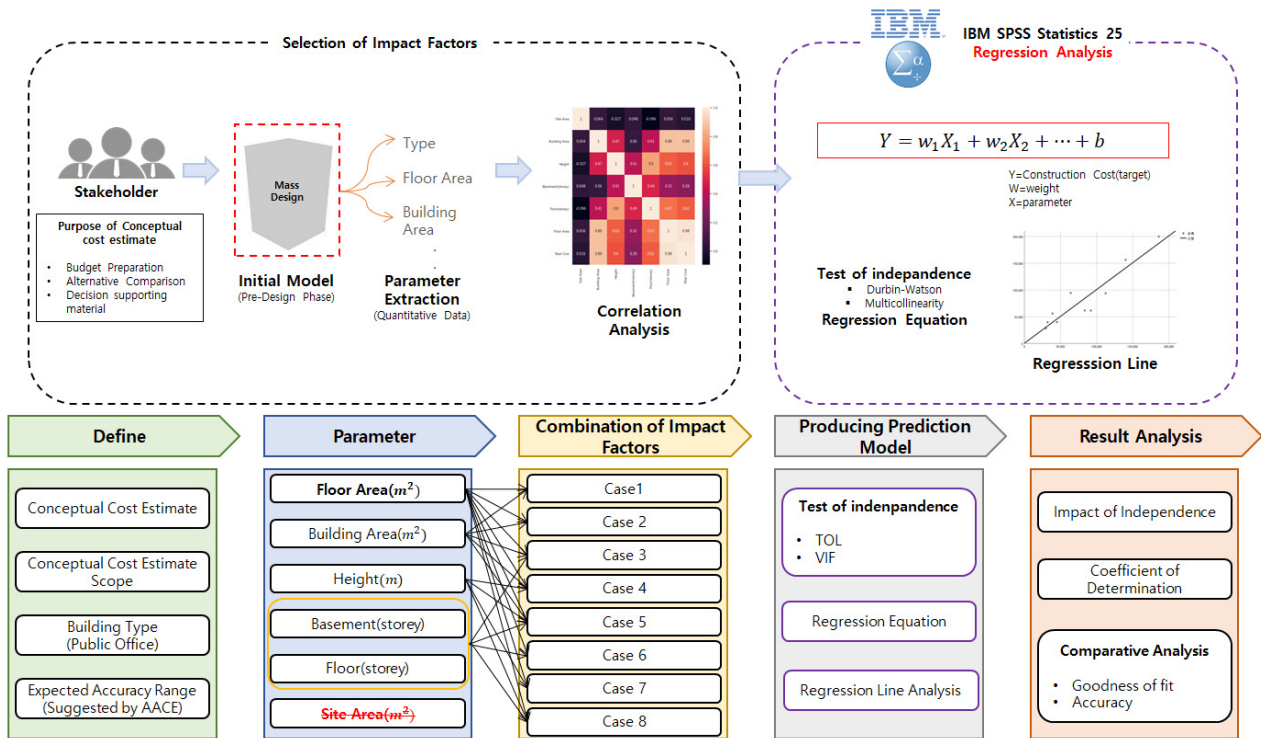 Selection of Impact Factors
Stakeholder
Purpose of Conceptual
cost estimate
• Budget Preparation
• Alternative Comparison
• Decision supporting
material
Mass
Design
Initial Model
(Pre-Design Phase)
Type
Floor Area
Building
Area
.
.
Parameter
Extraction
(Quantitative Data)
Correlation
Analysis
IBM
IBM SPSS Statistics 25
Regression Analysis
Σα
Y = w₁X₁ + w₂X₂ + ⋯ + b
Y=Construction Cost(target)
W=weight
X=parameter
Test of indepandence
▪ Durbin-Watson
▪ Multicollinearity
Regression Equation
Regresssion Line
Define
Conceptual Cost Estimate
Conceptual Cost Estimate
Scope
Building Type
(Public Office)
Expected Accuracy Range
(Suggested by AACE)
Parameter
Floor Area(m²)
Building Area(m²)
Height(m)
Basement(storey)
Floor(storey)
Site Area(m²)
Combination of Impact
Factors
Case1
Case 2
Case 3
Case 4
Case 5
Case 6
Case 7
Case 8
Producing Prediction
Model
Test of indenpandence
• TOL
• VIF
Regression Equation
Regression Line Analysis
Result Analysis
Impact of Independence
Coefficient of
Determination
Comparative Analysis
• Goodness of fit
• Accuracy